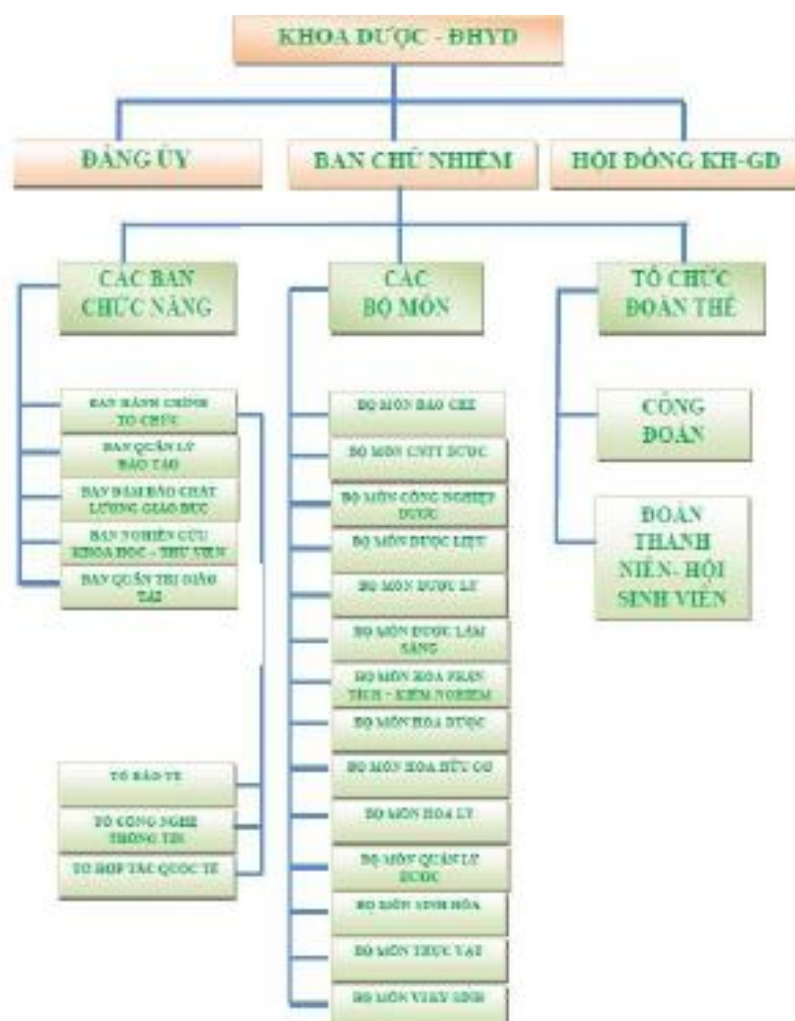 KHOA DƯỢC - ĐHYD
ĐẢNG ỦY
BAN CHỦ NHIỆM
HỘI ĐỒNG KH-GD
CÁC BAN
CHỨC NĂNG
CÁC
BỘ MÔN
TỔ CHỨC
ĐOÀN THỂ
BAN HÀNH CHÍNH
TỔ CHỨC
BAN QUẢN LÝ
ĐÀO TẠO
BAN ĐẢM BẢO CHẤT
LƯỢNG GIÁO DỤC
BAN NGHIÊN CỨU
KHOA HỌC - THƯ VIỆN
BAN QUẢN TRỊ GIÁO
TÀI
TỔ
TỔ CÔNG NGHỆ
THÔNG TIN
TỔ HỢP TÁC QUỐC TẾ
BỘ MÔN BÀO CHẾ
BỘ MÔN CNTT DƯỢC
BỘ MÔN CÔNG NGHIỆP
DƯỢC
BỘ MÔN DƯỢC LIỆU
BỘ MÔN DƯỢC LÝ
BỘ MÔN DƯỢC LÂM
SÀNG
BỘ MÔN HÓA PHÂN
TÍCH - KIỂM NGHIỆM
BỘ MÔN HÓA DƯỢC
BỘ MÔN HÓA HỮU CƠ
BỘ MÔN HÓA LÝ
BỘ MÔN QUẢN LÝ
DƯỢC
BỘ MÔN SINH HÓA
BỘ MÔN THỰC VẬT
BỘ MÔN VI KÝ SINH
CÔNG
ĐOÀN
ĐOÀN
THANH
NIÊN- HỘI
SINH VIÊN